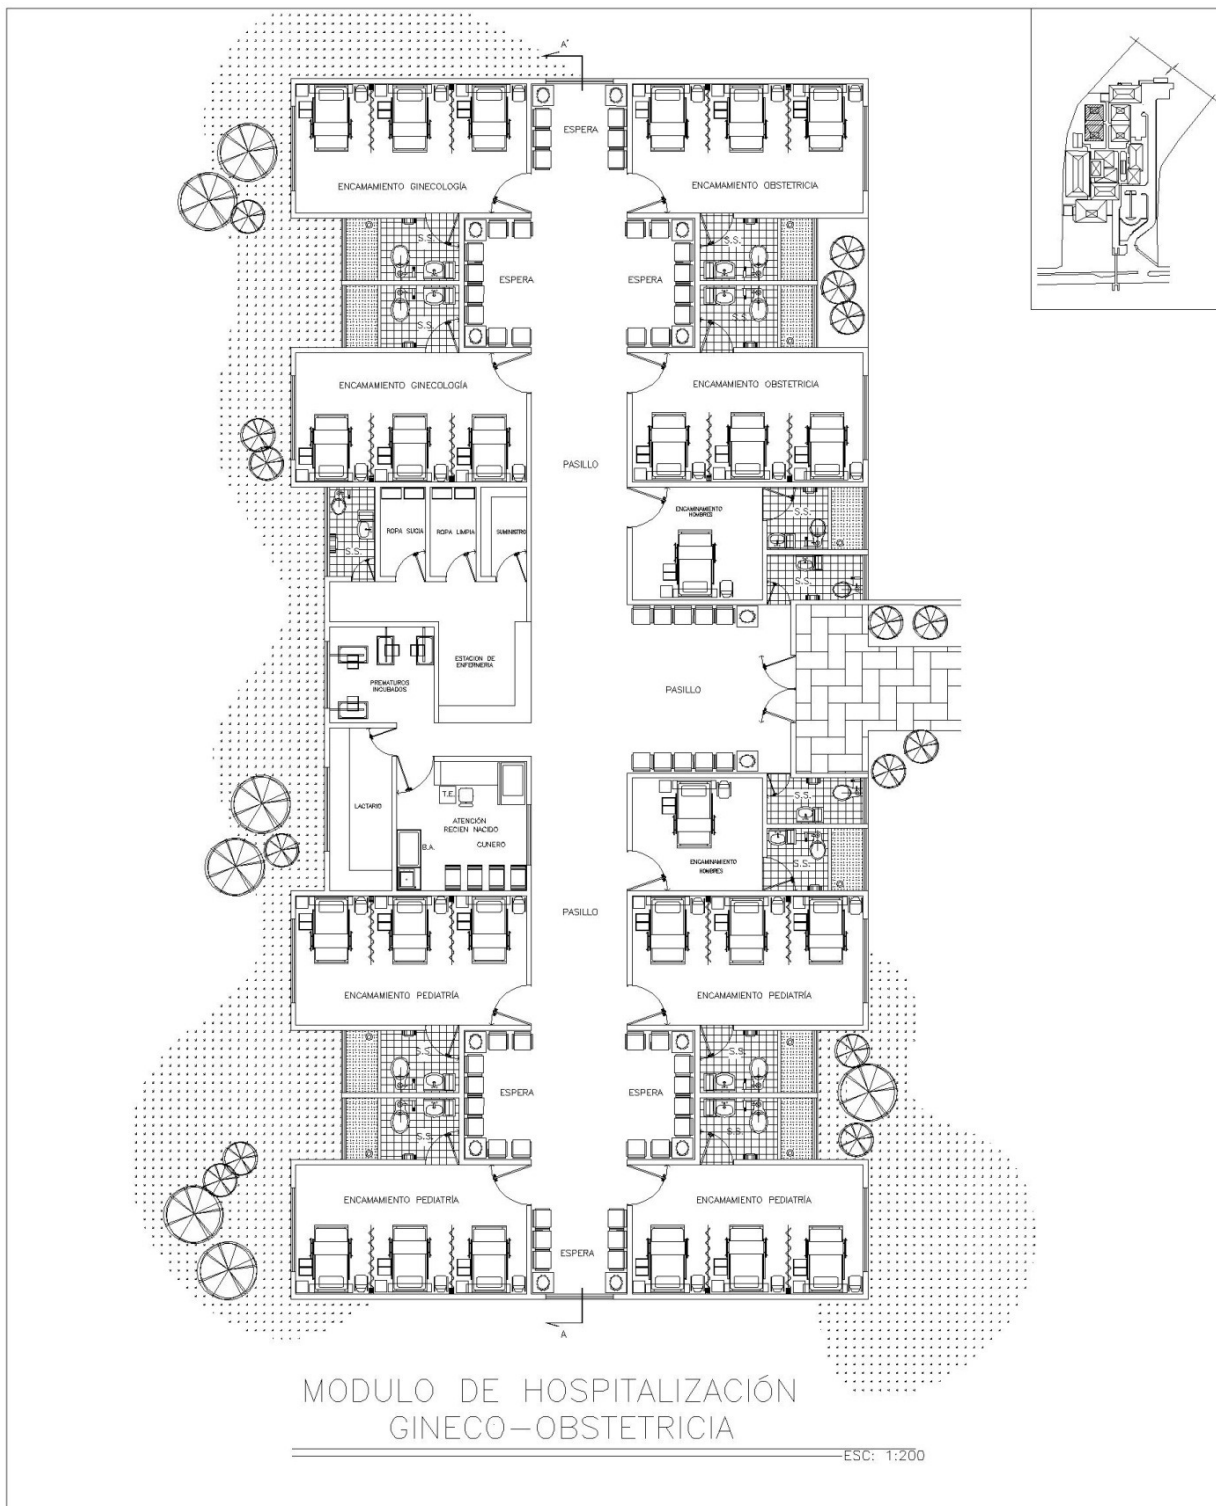 A'
ESPERA
ENCAMAMIENTO GINECOLOGÍA
ENCAMAMIENTO OBSTETRICIA
S.S.
S.S.
ESPERA
ESPERA
S.S.
S.S.
ENCAMAMIENTO GINECOLOGÍA
ENCAMAMIENTO OBSTETRICIA
PASILLO
ENCAMINAMIENTO
HOMBRES
S.S.
ROPA SUCIA
ROPA LIMPIA
SUMINISTRO
S.S.
S.S.
ESTACION DE
ENFERMERIA
PREMATUROS
INCUBADOS
PASILLO
T.E.
S.S.
LACTARIO
ATENCIÓN
RECIEN NACIDO
B.A.
CUNERO
ENCAMINAMIENTO
HOMBRES
S.S.
PASILLO
ENCAMAMIENTO PEDIATRÍA
ENCAMAMIENTO PEDIATRÍA
S.S.
S.S.
ESPERA
ESPERA
S.S.
S.S.
ENCAMAMIENTO PEDIATRÍA
ENCAMAMIENTO PEDIATRÍA
ESPERA
A
MODULO DE HOSPITALIZACIÓN
GINECO-OBSTETRICIA
ESC: 1:200